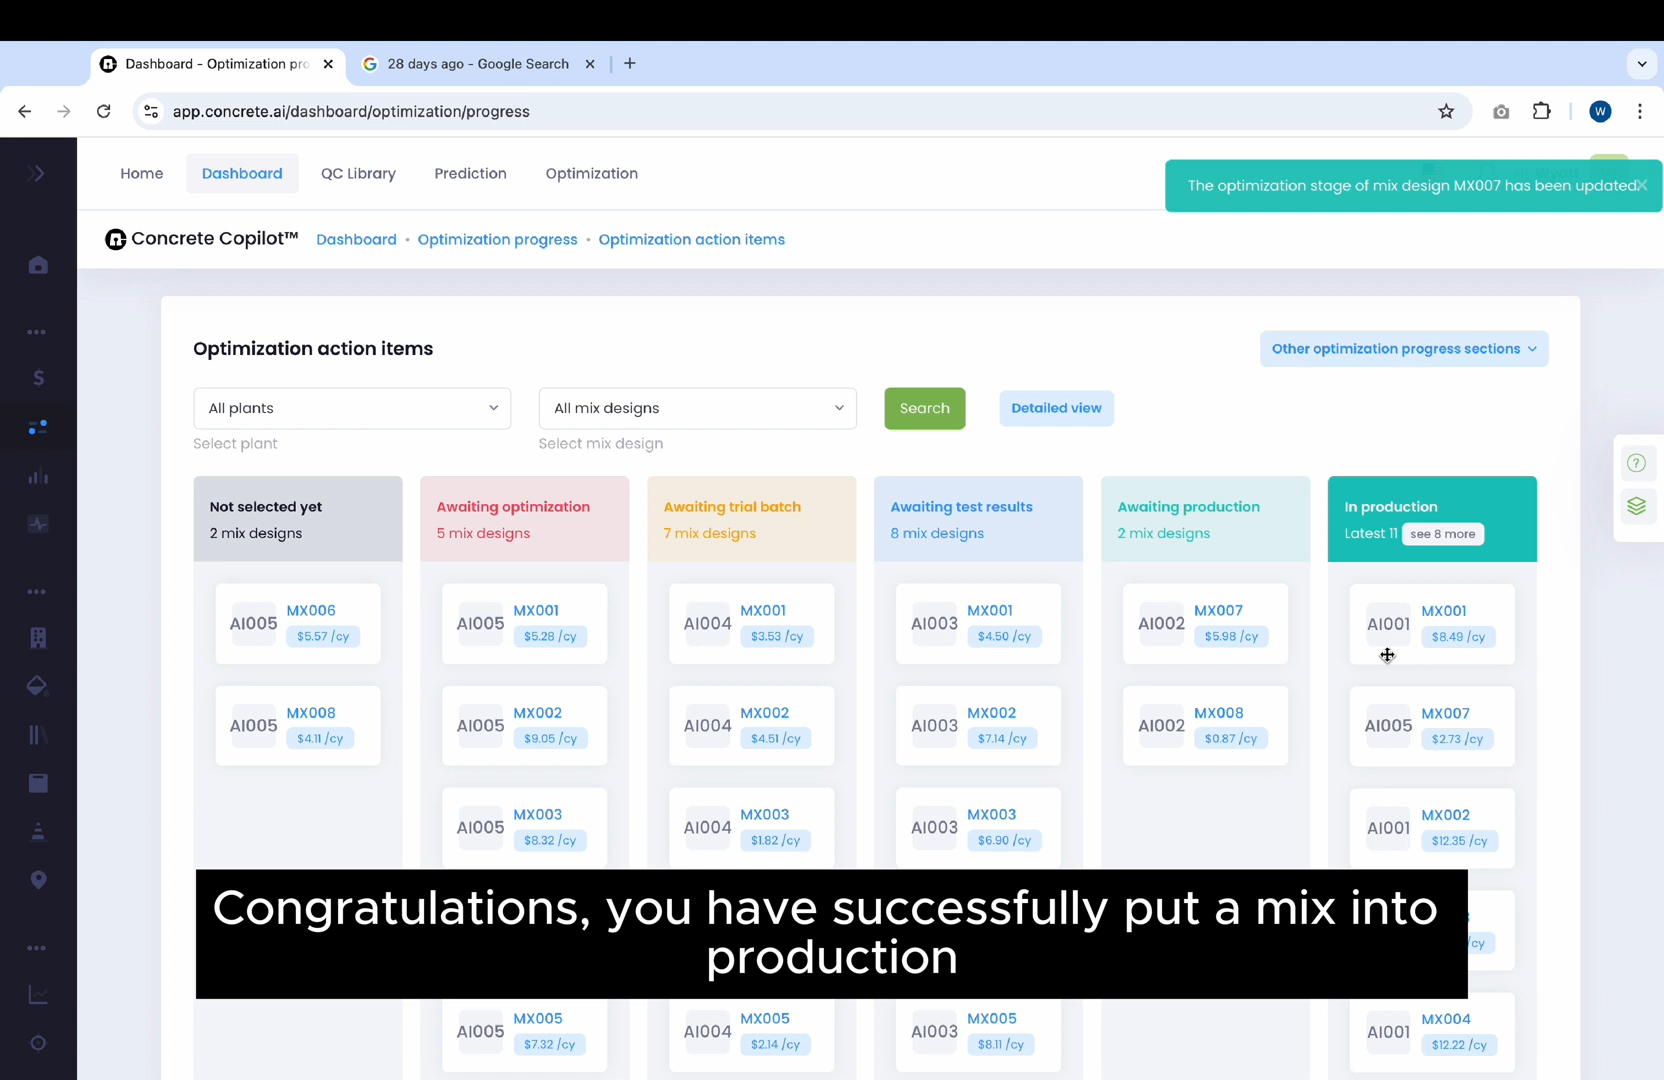 Dashboard - Optimization pro
28 days ago - Google Search
app.concrete.ai/dashboard/optimization/progress
W
Home
Dashboard
QC Library
Prediction
Optimization
The optimization stage of mix design MX007 has been updated.
Concrete Copilot™
Dashboard • Optimization progress • Optimization action items
Optimization action items
Other optimization progress sections
All plants
All mix designs
Search
Detailed view
Select plant
Select mix design
Not selected yet
2 mix designs
Awaiting optimization
5 mix designs
Awaiting trial batch
7 mix designs
Awaiting test results
8 mix designs
Awaiting production
2 mix designs
In production
Latest 11 see 8 more
AI005 MX006 $5.57 /cy
AI005 MX001 $5.28 /cy
AI004 MX001 $3.53 /cy
AI003 MX001 $4.50 /cy
AI002 MX007 $5.98 /cy
AI001 MX001 $8.49 /cy
AI005 MX008 $4.11 /cy
AI005 MX002 $9.05 /cy
AI004 MX002 $4.51 /cy
AI003 MX002 $7.14 /cy
AI002 MX008 $0.87 /cy
AI005 MX007 $2.73 /cy
AI005 MX003 $8.32 /cy
AI004 MX003 $1.82 /cy
AI003 MX003 $6.90 /cy
AI001 MX002 $12.35 /cy
Congratulations, you have successfully put a mix into
production
/cy
AI005 MX005 $7.32 /cy
AI004 MX005 $2.14 /cy
AI003 MX005 $8.11 /cy
AI001 MX004 $12.22 /cy